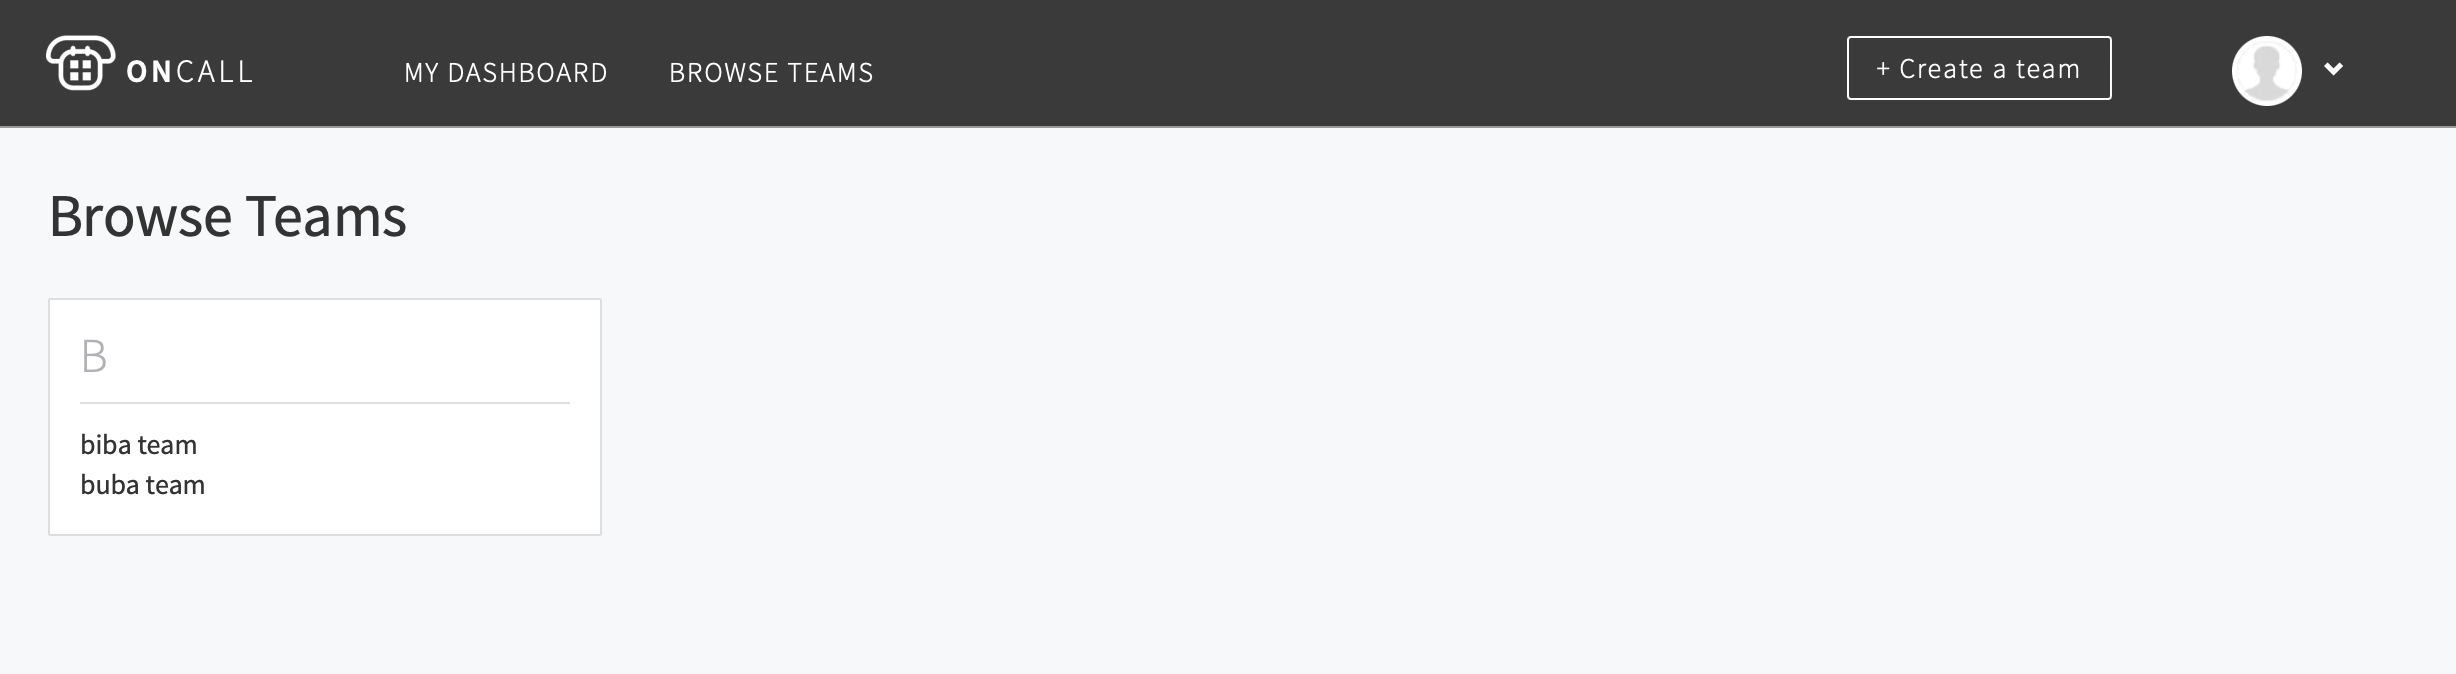 ONCALL
MY DASHBOARD
BROWSE TEAMS
+ Create a team
Browse Teams
B
biba team
buba team